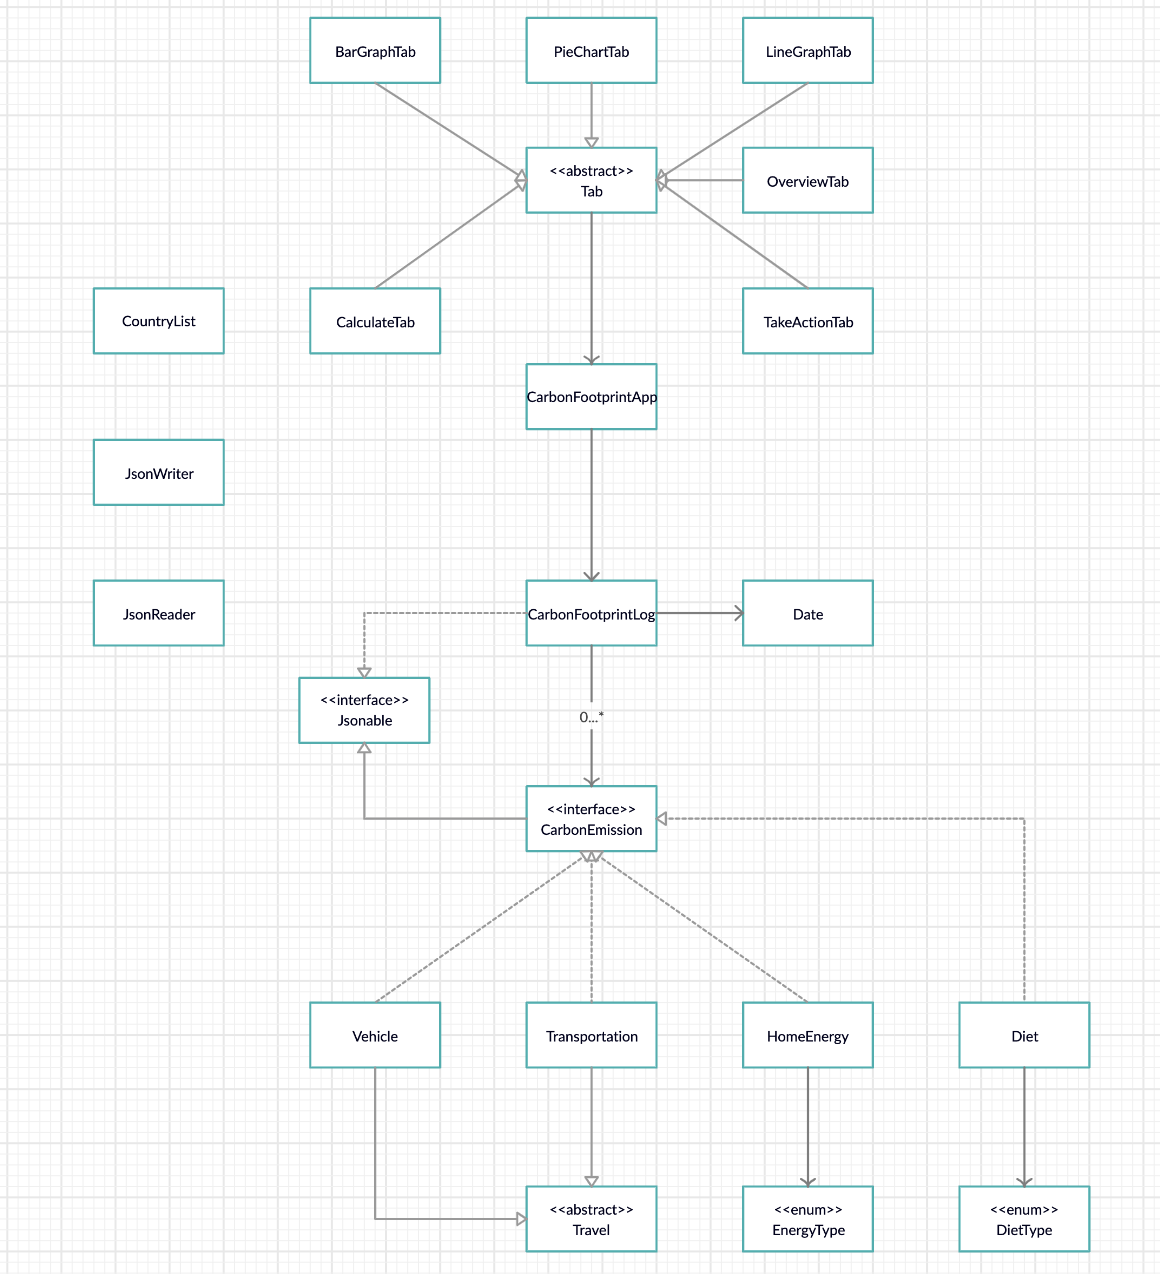 BarGraphTab
PieChartTab
LineGraphTab
<<abstract>>
Tab
OverviewTab
CountryList
CalculateTab
TakeActionTab
CarbonFootprintApp
JsonWriter
JsonReader
CarbonFootprintLog
Date
<<interface>>
Jsonable
0...*
<<interface>>
CarbonEmission
Vehicle
Transportation
HomeEnergy
Diet
<<abstract>>
Travel
<<enum>>
EnergyType
<<enum>>
DietType